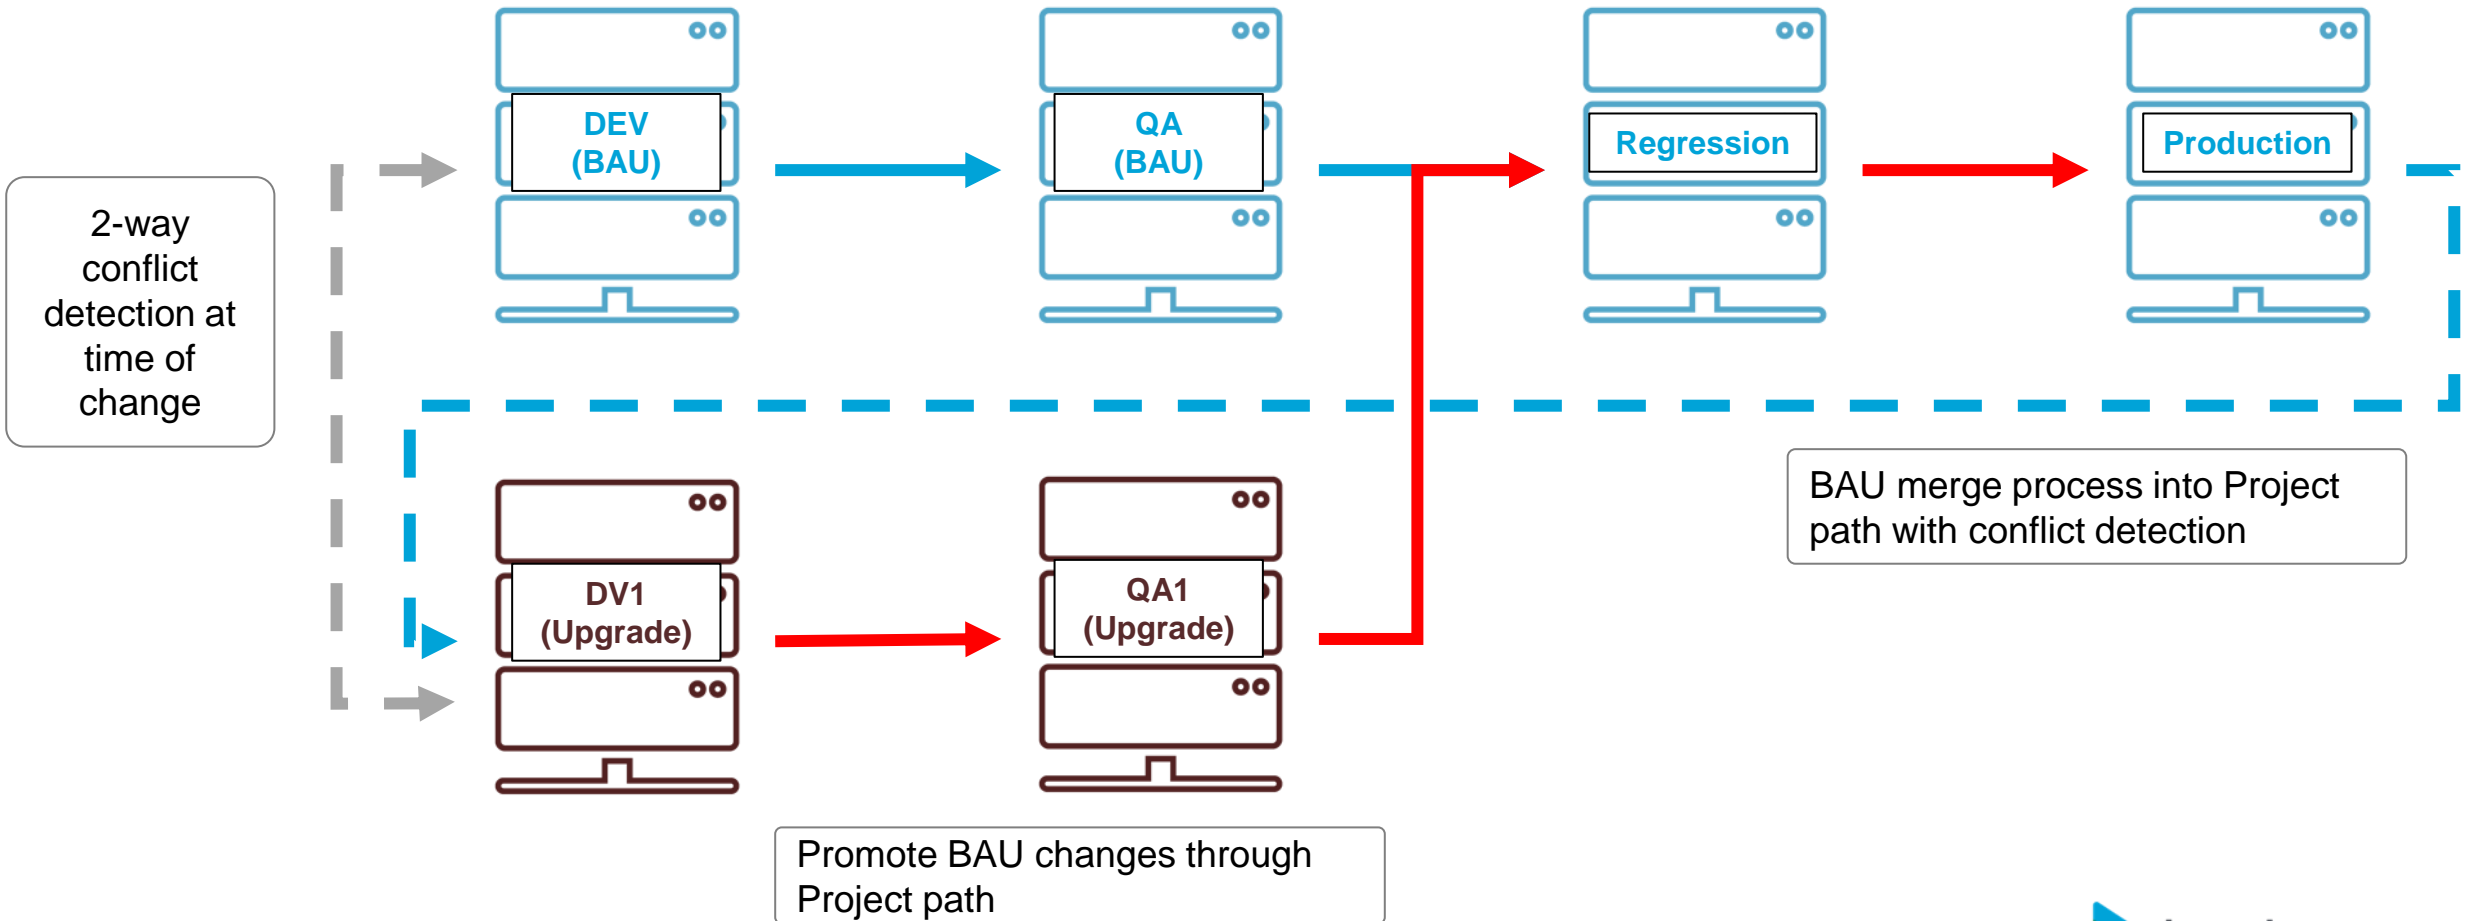 DEV
(BAU)
QA
(BAU)
Regression
Production
2-way
conflict
detection at
time of
change
BAU merge process into Project
path with conflict detection
DV1
(Upgrade)
QA1
(Upgrade)
Promote BAU changes through
Project path